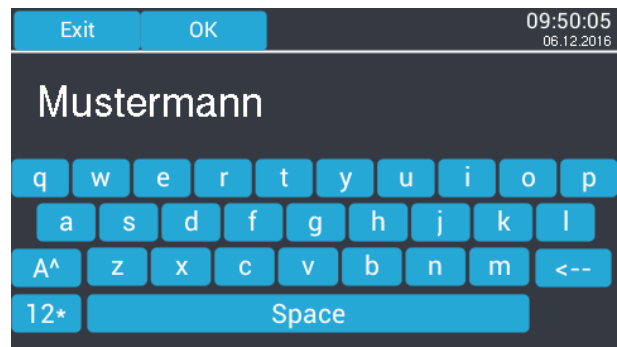 Exit OK 09:50:05
06.12.2016
Mustermann
q w e r t y u i o p
a s d f g h j k l
A^ z x c v b n m <--
12* Space